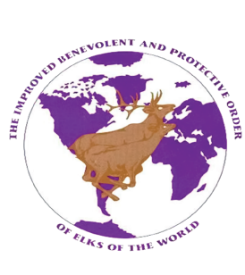 THE IMPROVED BENEVOLENT AND PROTECTIVE ORDER
OF ELKS OF THE WORLD